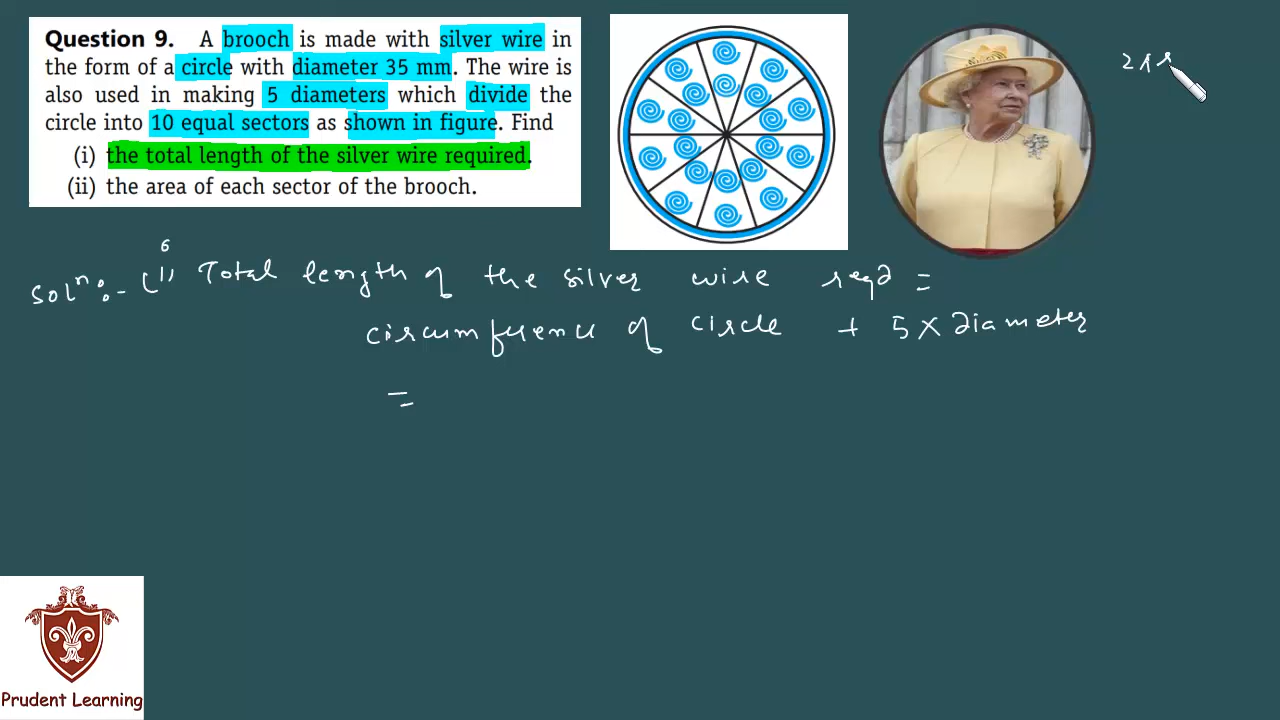 Question 9. A brooch is made with silver wire in
the form of a circle with diameter 35 mm. The wire is
also used in making 5 diameters which divide the
circle into 10 equal sectors as shown in figure. Find
(i) the total length of the silver wire required.
(ii) the area of each sector of the brooch.
2πr
6
Solⁿ:- (i) Total length of the silver wire reqd =
circumference of circle + 5 × diameter
=
Prudent Learning